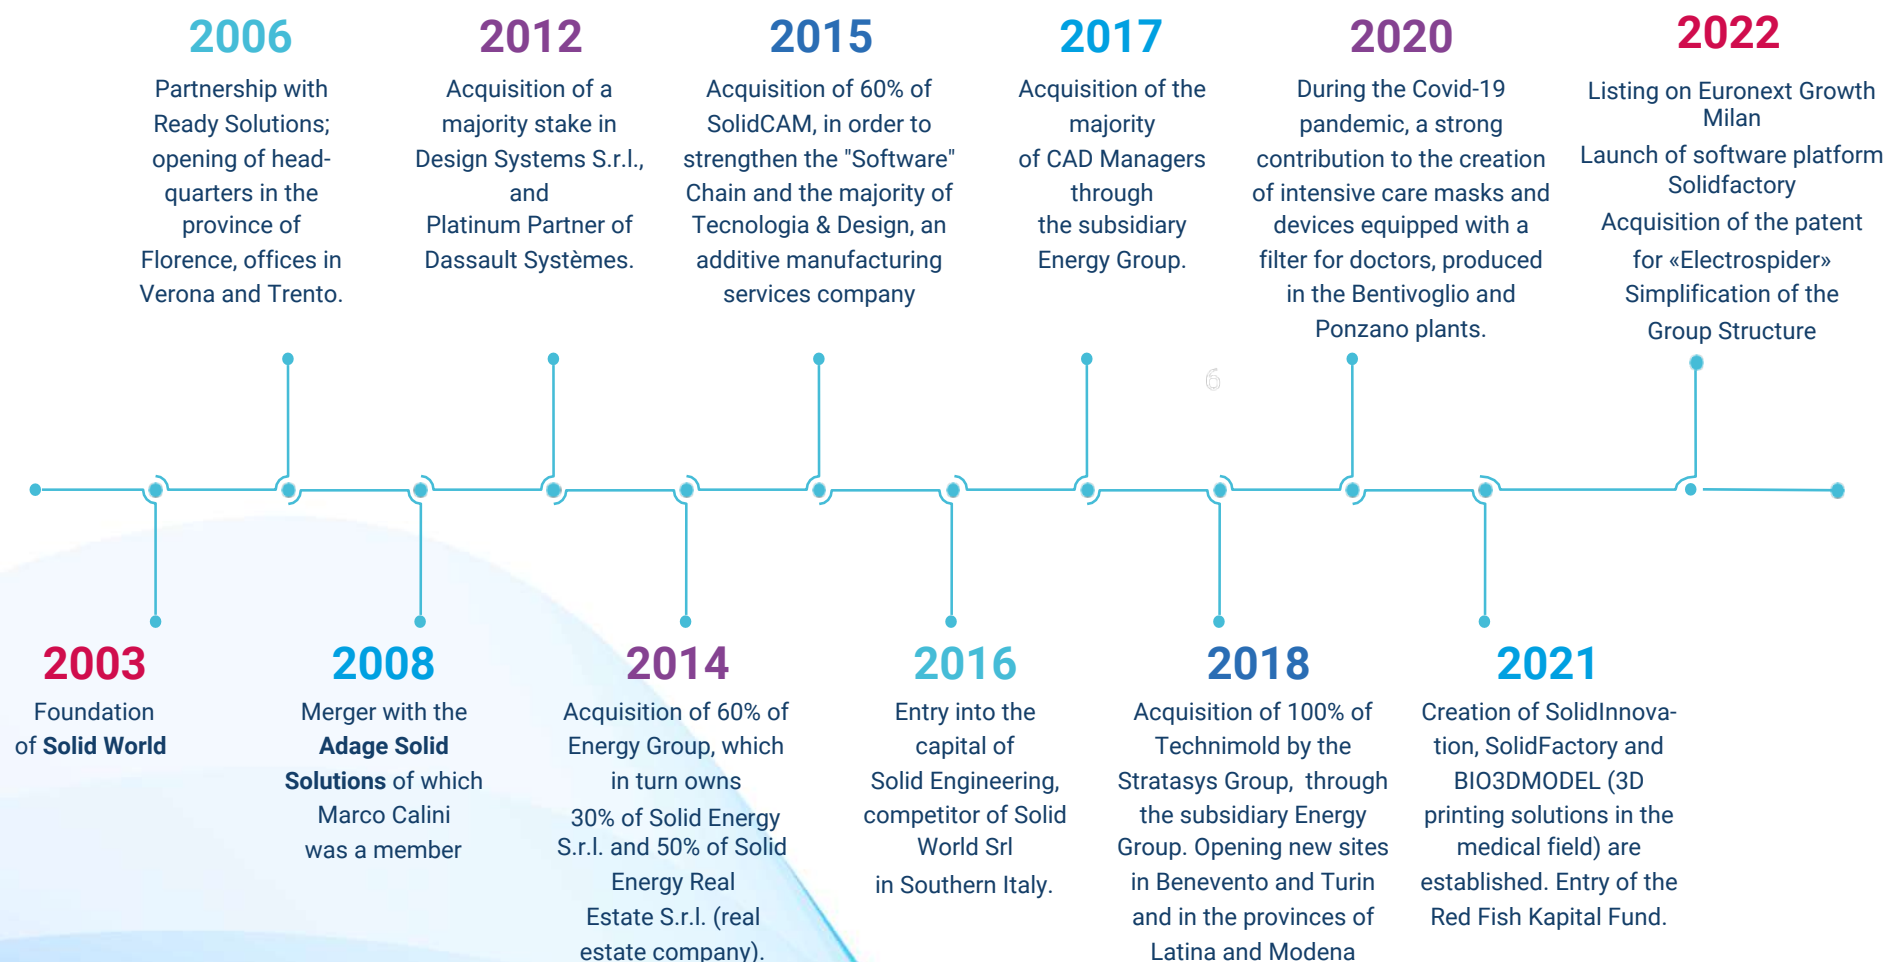 2006
Partnership with
Ready Solutions;
opening of head-
quarters in the
province of
Florence, offices in
Verona and Trento.
2012
Acquisition of a
majority stake in
Design Systems S.r.l.,
and
Platinum Partner of
Dassault Systèmes.
2015
Acquisition of 60% of
SolidCAM, in order to
strengthen the "Software"
Chain and the majority of
Tecnologia & Design, an
additive manufacturing
services company
2017
Acquisition of the
majority
of CAD Managers
through
the subsidiary
Energy Group.
2020
During the Covid-19
pandemic, a strong
contribution to the creation
of intensive care masks and
devices equipped with a
filter for doctors, produced
in the Bentivoglio and
Ponzano plants.
2022
Listing on Euronext Growth
Milan
Launch of software platform
Solidfactory
Acquisition of the patent
for «Electrospider»
Simplification of the
Group Structure
6
2003
Foundation
of Solid World
2008
Merger with the
Adage Solid
Solutions of which
Marco Calini
was a member
2014
Acquisition of 60% of
Energy Group, which
in turn owns
30% of Solid Energy
S.r.l. and 50% of Solid
Energy Real
Estate S.r.l. (real
estate company).
2016
Entry into the
capital of
Solid Engineering,
competitor of Solid
World Srl
in Southern Italy.
2018
Acquisition of 100% of
Technimold by the
Stratasys Group, through
the subsidiary Energy
Group. Opening new sites
in Benevento and Turin
and in the provinces of
Latina and Modena
2021
Creation of SolidInnova-
tion, SolidFactory and
BIO3DMODEL (3D
printing solutions in the
medical field) are
established. Entry of the
Red Fish Kapital Fund.